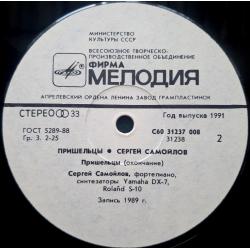 МИНИСТЕРСТВО
КУЛЬТУРЫ СССР
ВСЕСОЮЗНОЕ ТВОРЧЕСКО-
ПРОИЗВОДСТВЕННОЕ ОБЪЕДИНЕНИЕ
ФИРМА
МЕЛОДИЯ
АПРЕЛЕВСКИЙ ОРДЕНА ЛЕНИНА ЗАВОД ГРАМПЛАСТИНОК
СТЕРЕО 33
Год выпуска 1991
ГОСТ 5289-88
С60 31237 008
Гр. 3. 2-25
31238
2
ПРИШЕЛЬЦЫ • СЕРГЕЙ САМОЙЛОВ
Пришельцы (окончание)
Сергей Самойлов, фортепиано,
синтезаторы Yamaha DX-7,
Roland S-10
Запись 1989 г.